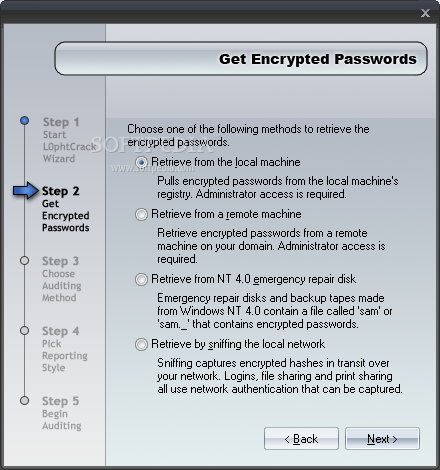 Get Encrypted Passwords
Step 1
Start
L0phtCrack
Wizard
Step 2
Get
Encrypted
Passwords
Step 3
Choose
Auditing
Method
Step 4
Pick
Reporting
Style
Step 5
Begin
Auditing
SOFTPEDIA
www.softpedia.com
Choose one of the following methods to retrieve the
encrypted passwords.
Retrieve from the local machine
Pulls encrypted passwords from the local machine's
registry. Administrator access is required.
Retrieve from a remote machine
Retrieve encrypted passwords from a remote
machine on your domain. Administrator access is
required.
Retrieve from NT 4.0 emergency repair disk
Emergency repair disks and backup tapes made
from Windows NT 4.0 contain a file called 'sam' or
'sam._' that contains encrypted passwords.
Retrieve by sniffing the local network
Sniffing captures encrypted hashes in transit over
your network. Logins, file sharing and print sharing
all use network authentication that can be captured.
< Back
Next >